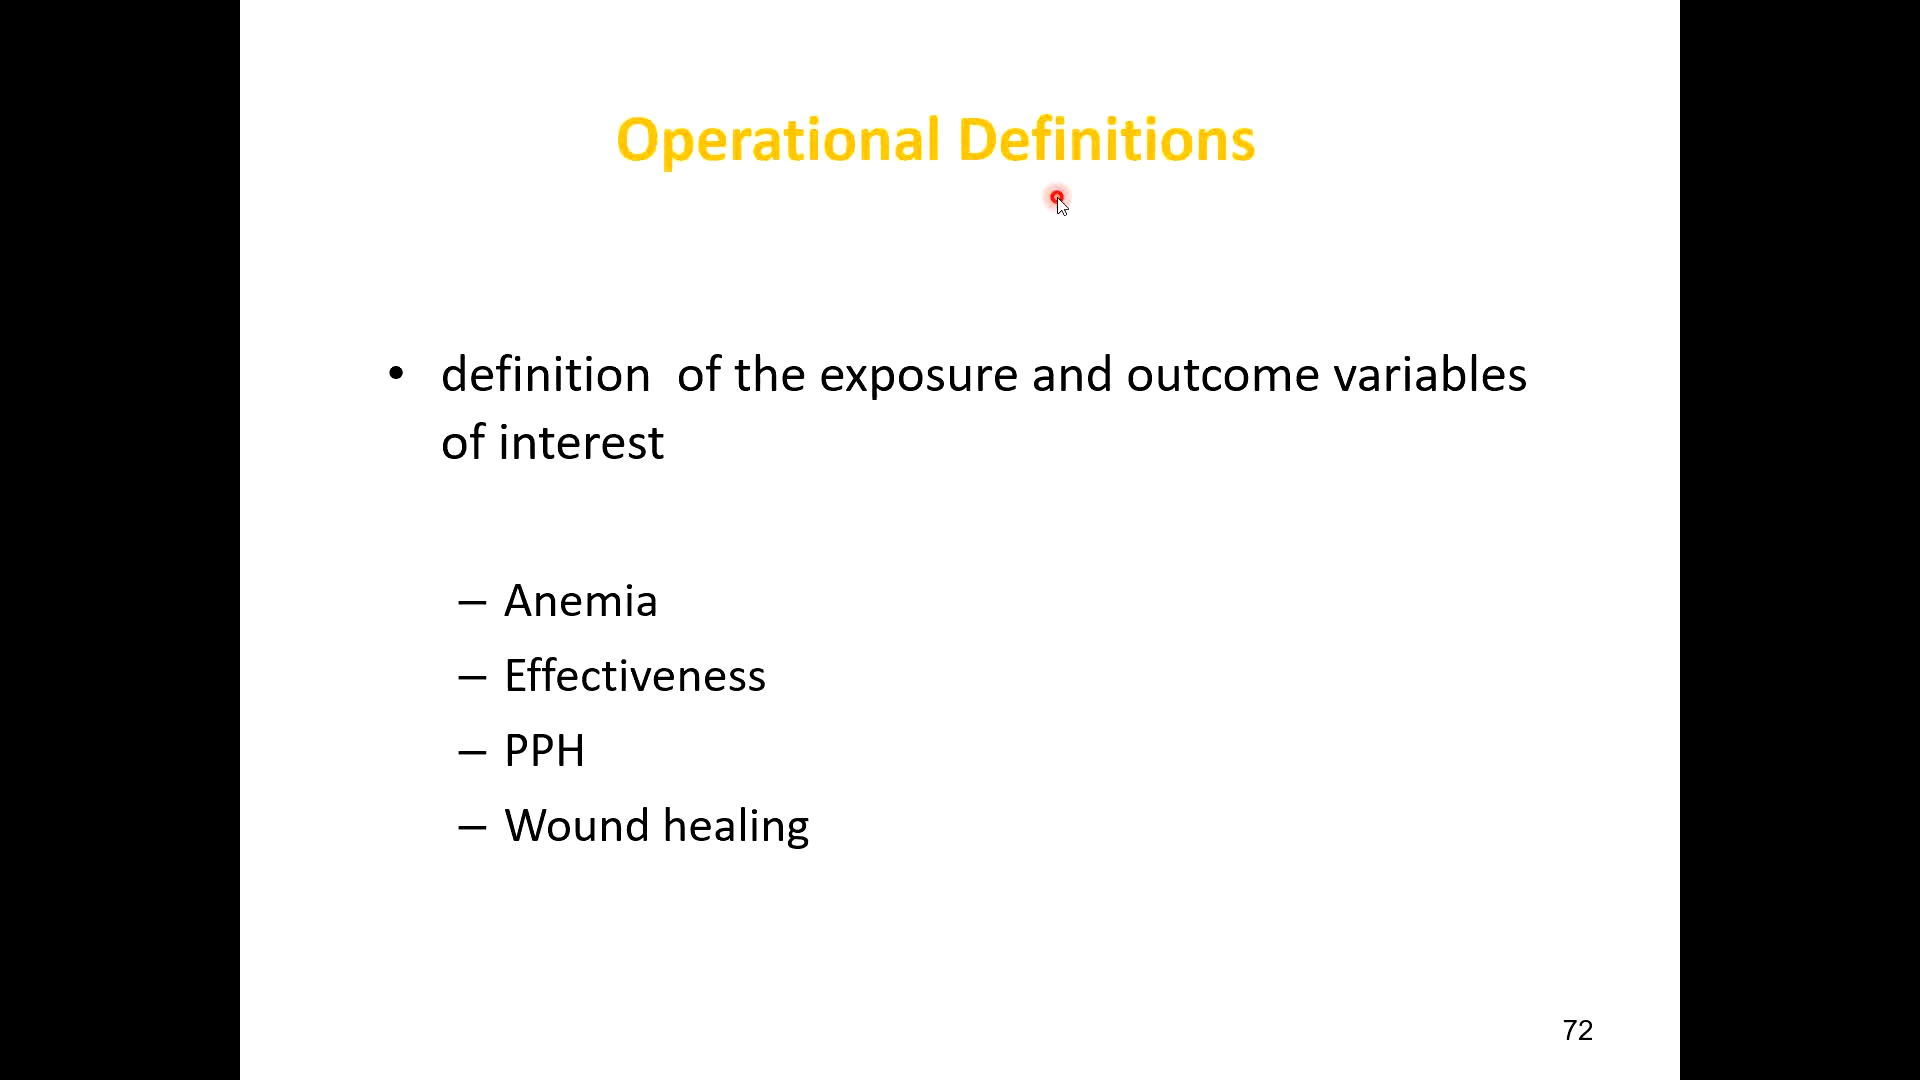 Operational Definitions
• definition  of the exposure and outcome variables
of interest
– Anemia
– Effectiveness
– PPH
– Wound healing
72